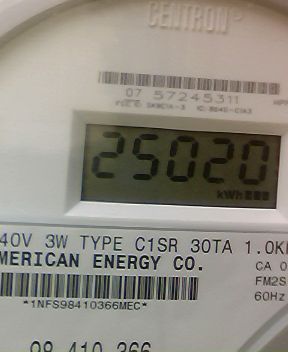 CENTRON®
07 57245311
25020
kWh
40V 3W TYPE C1SR 30TA 1.0K
MERICAN ENERGY CO.
CA 0
FM2S
*1NFS98410366MEC*
60Hz
98 410 366